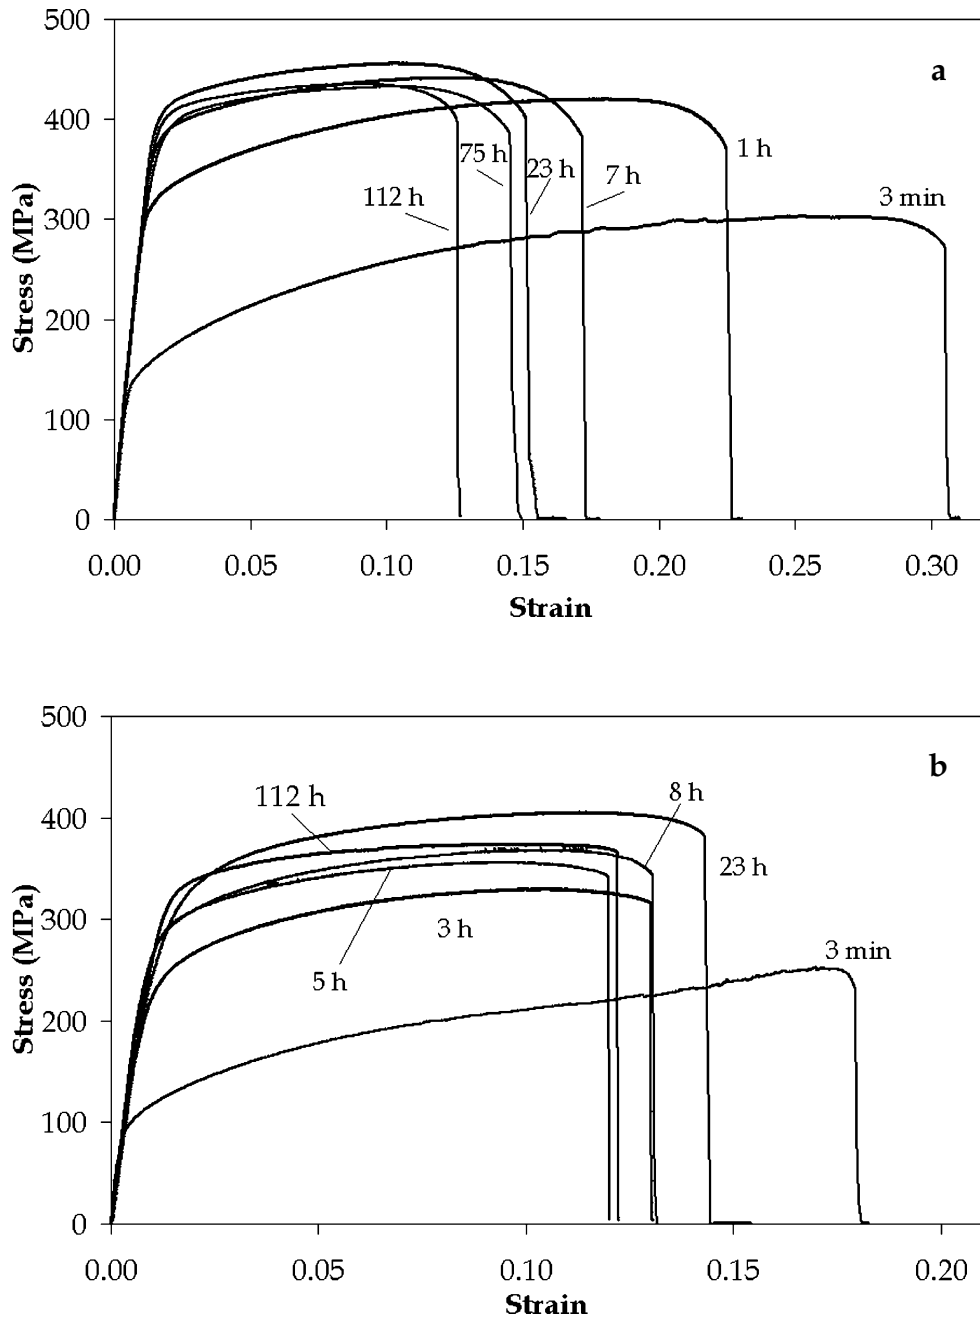 500
a
400
75 h
23 h
1 h
7 h
112 h
3 min
300
200
100
0
Stress (MPa)
0.00 0.05 0.10 0.15 0.20 0.25 0.30
Strain
500
b
112 h
8 h
400
23 h
300
3 h
3 min
5 h
200
100
0
Stress (MPa)
0.00 0.05 0.10 0.15 0.20
Strain